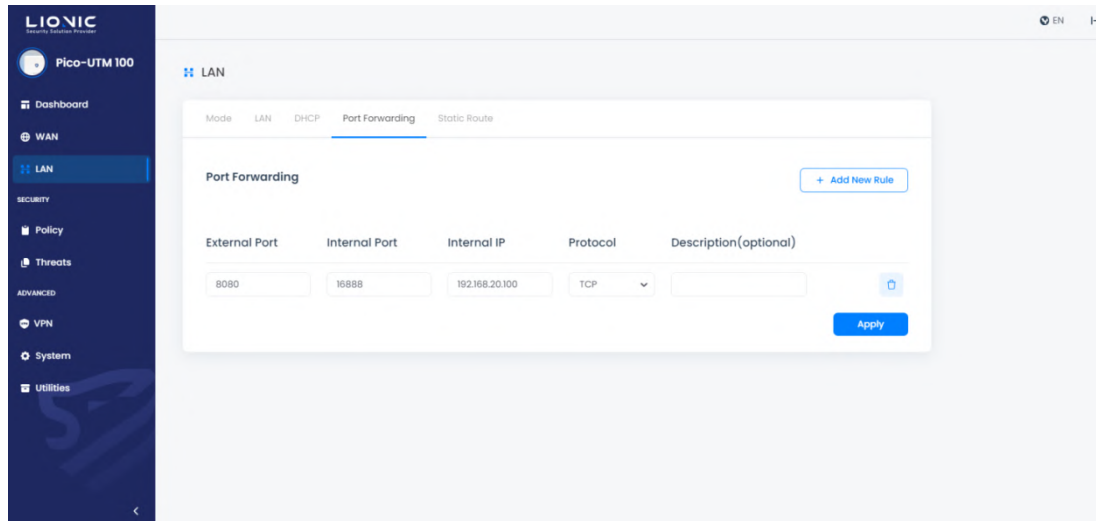 LIONIC
Security Solution Provider
EN
Pico-UTM 100
LAN
Dashboard
WAN
LAN
SECURITY
Policy
Threats
ADVANCED
VPN
System
Utilities
Mode LAN DHCP Port Forwarding Static Route
Port Forwarding
+ Add New Rule
External Port Internal Port Internal IP Protocol Description(optional)
8080 16888 192.168.20.100 TCP
Apply